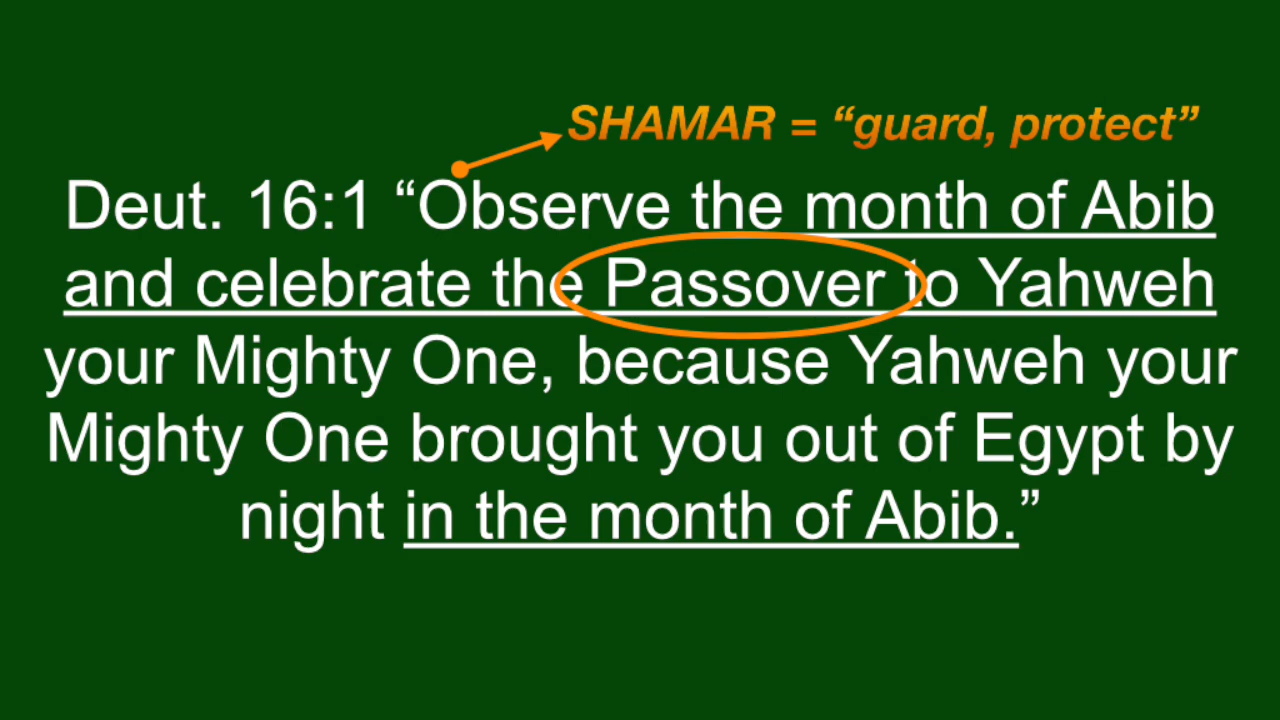 SHAMAR = “guard, protect”
Deut. 16:1 “Observe the month of Abib
and celebrate the Passover to Yahweh
your Mighty One, because Yahweh your
Mighty One brought you out of Egypt by
night in the month of Abib.”